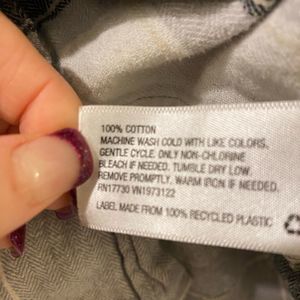 100% COTTON
MACHINE WASH COLD WITH LIKE COLORS,
GENTLE CYCLE. ONLY NON-CHLORINE
BLEACH IF NEEDED. TUMBLE DRY LOW.
REMOVE PROMPTLY. WARM IRON IF NEEDED.
RN17730 VN1973122
LABEL MADE FROM 100% RECYCLED PLASTIC